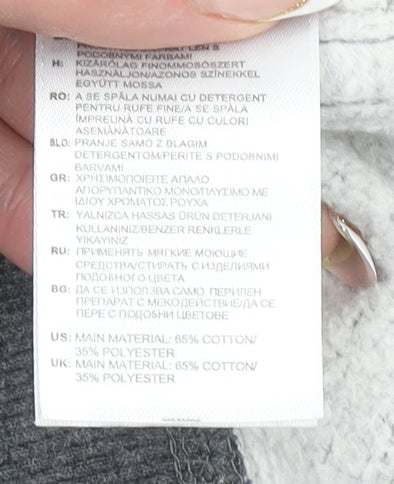 PODOBNÝMI FARBAMI
H: KIZÁRÓLAG FINOMMOSÓSZERT
HASZNÁLJON/AZONOS SZÍNEKKEL
EGYÜTT MOSSA
RO: A SE SPĂLA NUMAI CU DETERGENT
PENTRU RUFE FINE/A SE SPĂLA
ÎMPREUNĂ CU RUFE CU CULORI
ASEMĂNĂTOARE
SLO: PRANJE SAMO Z BLAGIM
DETERGENTOM/PERITE S PODOBNIMI
BARVAMI
GR: ΧΡΗΣΙΜΟΠΟΙΕΙΤΕ ΑΠΑΛΟ
ΑΠΟΡΥΠΑΝΤΙΚΟ ΜΟΝΟ/ΠΛΥΣΙΜΟ ΜΕ
ΙΔΙΟΥ ΧΡΩΜΑΤΟΣ ΡΟΥΧΑ
TR: YALNIZCA HASSAS ÜRÜN DETERJANI
KULLANINIZ/BENZER RENKLERLE
YIKAYINIZ
RU: ПРИМЕНЯТЬ МЯГКИЕ МОЮЩИЕ
СРЕДСТВА/СТИРАТЬ С ИЗДЕЛИЯМИ
ПОДОБНОГО ЦВЕТА
BG: ДА СЕ ИЗПОЛЗВА САМО ПЕРИЛЕН
ПРЕПАРАТ С МЕКО ДЕЙСТВИЕ/ДА СЕ
ПЕРЕ С ПОДОБНИ ЦВЕТОВЕ
US: MAIN MATERIAL: 65% COTTON/
35% POLYESTER
UK: MAIN MATERIAL: 65% COTTON/
35% POLYESTER